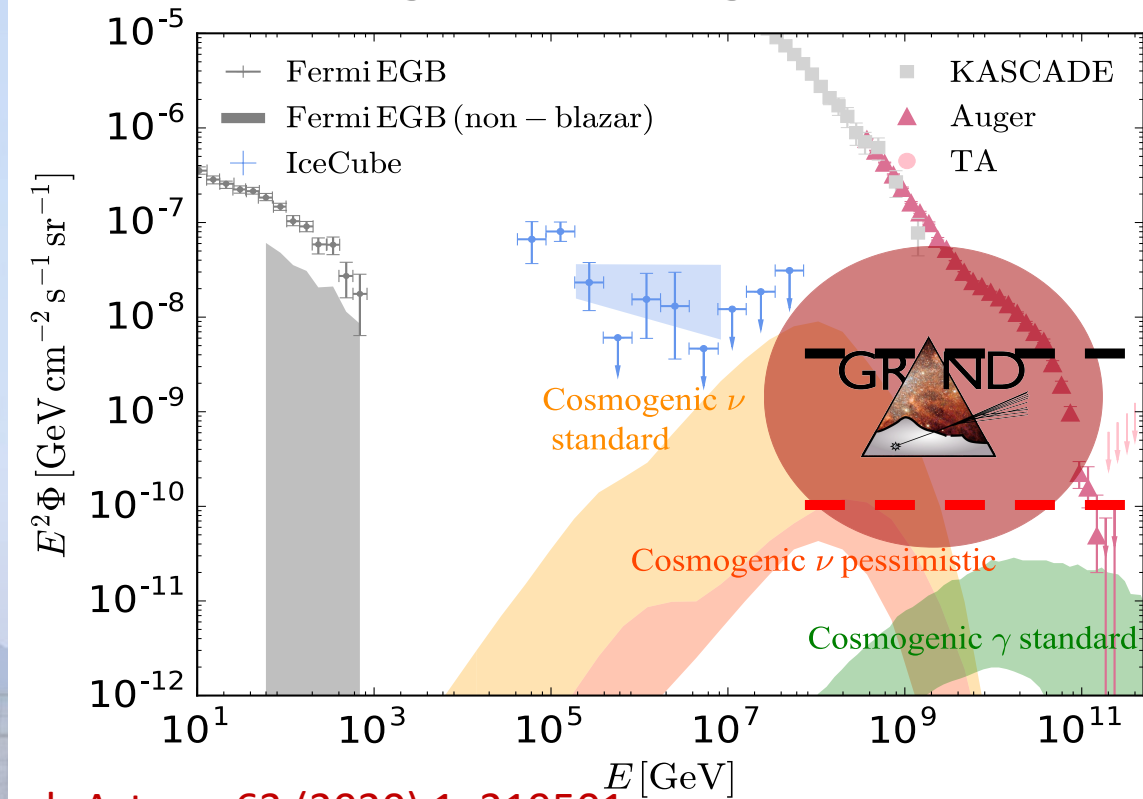 10⁻⁵
10⁻⁶
10⁻⁷
10⁻⁸
10⁻⁹
10⁻¹⁰
10⁻¹¹
10⁻¹²
E²Φ [GeV cm⁻² s⁻¹ sr⁻¹]
Fermi EGB
Fermi EGB (non − blazar)
IceCube
KASCADE
Auger
TA
GRAND
Cosmogenic ν
standard
Cosmogenic ν pessimistic
Cosmogenic γ standard
10¹ 10³ 10⁵ 10⁷ 10⁹ 10¹¹
E [GeV]